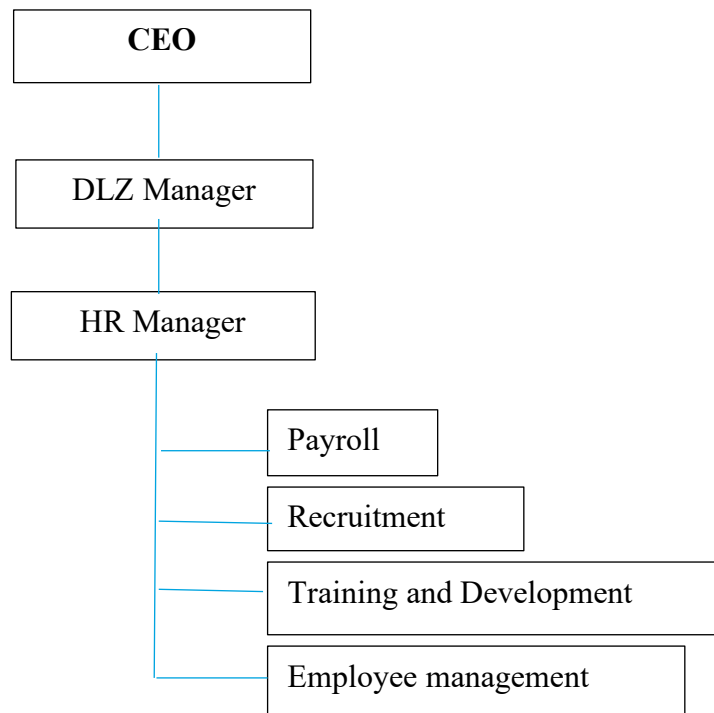 CEO
DLZ Manager
HR Manager
Payroll
Recruitment
Training and Development
Employee management